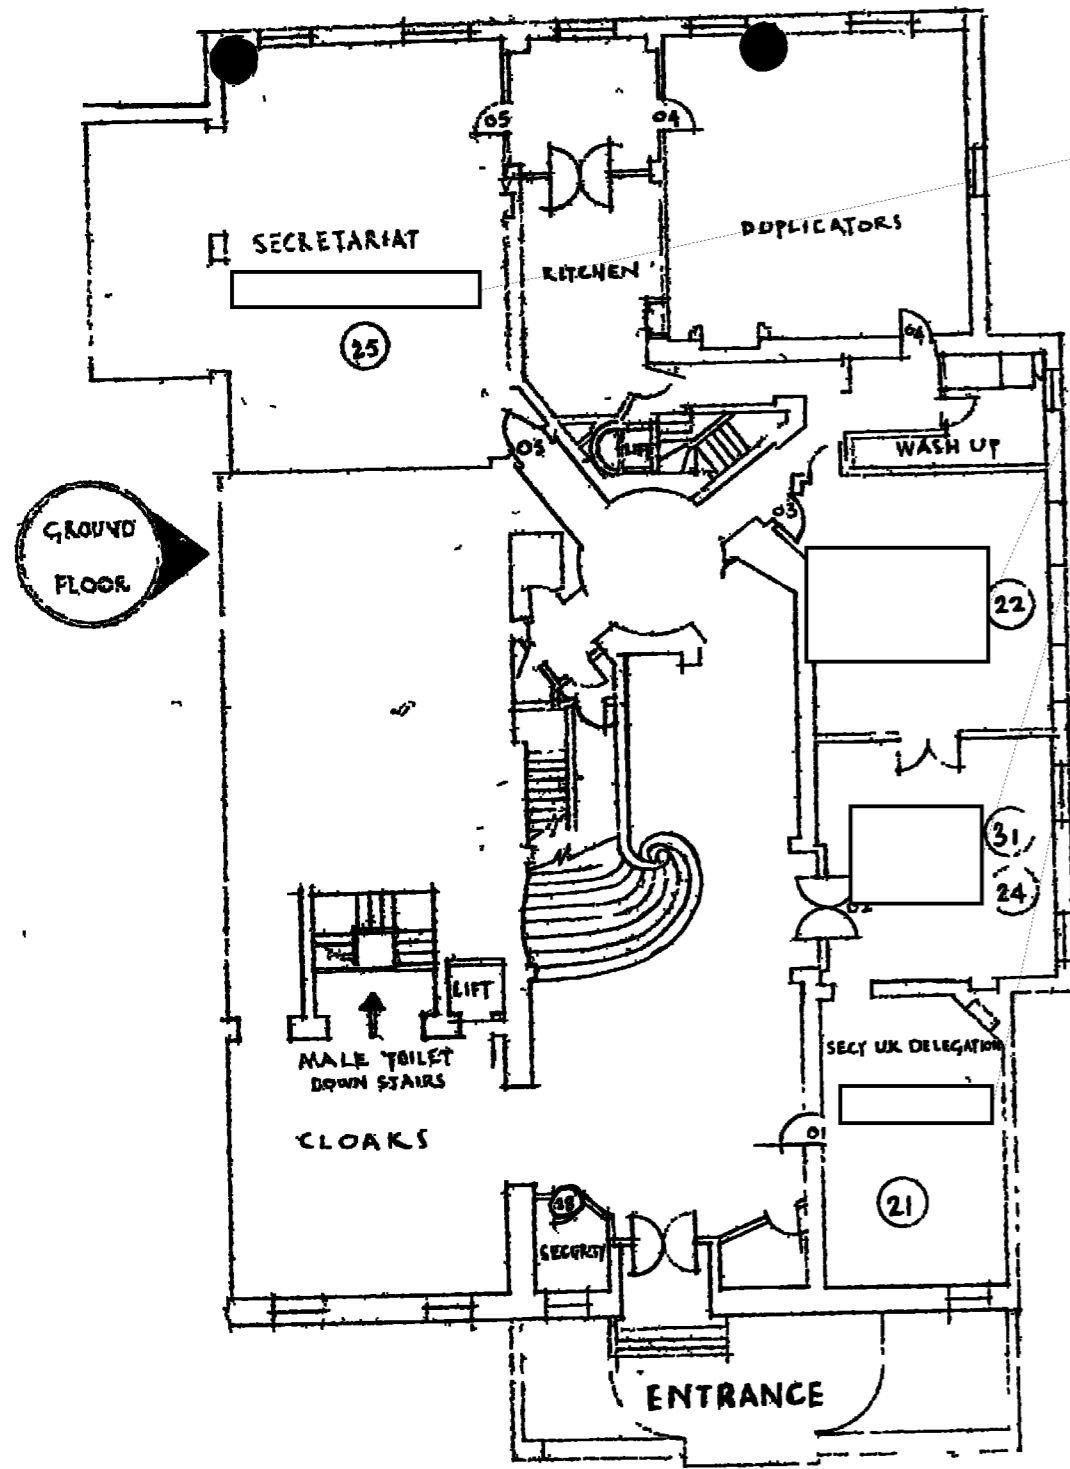 05
04
DUPLICATORS
SECRETARIAT
KITCHEN
25
04
03
LIFT
WASH UP
GROUND
FLOOR
03
22
31
24
02
LIFT
MALE TOILET
DOWN STAIRS
SECY UK DELEGATION
CLOAKS
01
21
SECURITY
ENTRANCE